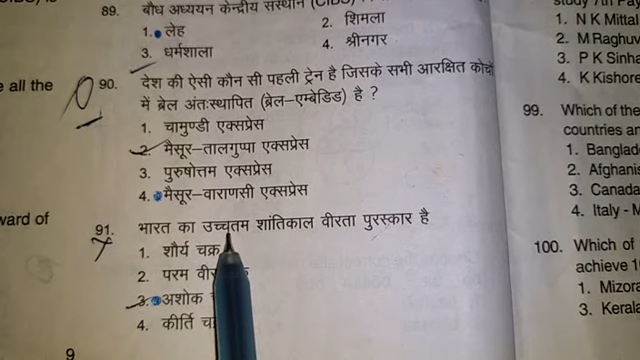 89. बौध अध्ययन केन्द्रीय संस्थान
1. लेह
2. शिमला
3. धर्मशाला
4. श्रीनगर
90. देश की ऐसी कौन सी पहली ट्रेन है जिसके सभी आरक्षित कोचों
में ब्रेल अंतःस्थापित (ब्रेल-एम्बेडिड) है ?
1. चामुण्डी एक्सप्रेस
2. मैसूर-तालगुप्पा एक्सप्रेस
3. पुरुषोत्तम एक्सप्रेस
4. मैसूर-वाराणसी एक्सप्रेस
91. भारत का उच्चतम शांतिकाल वीरता पुरस्कार है
1. शौर्य चक्र
2. परम वीर
3. अशोक
4. कीर्ति
e all the
ward of
9
1. N K Mittal
2. M Raghuv
3. P K Sinha
4. K Kishore
99. Which of the
countries an
1. Banglad
2. Afghanis
3. Canada
4. Italy - M
100. Which of
achieve 1
1. Mizora
3. Kerala